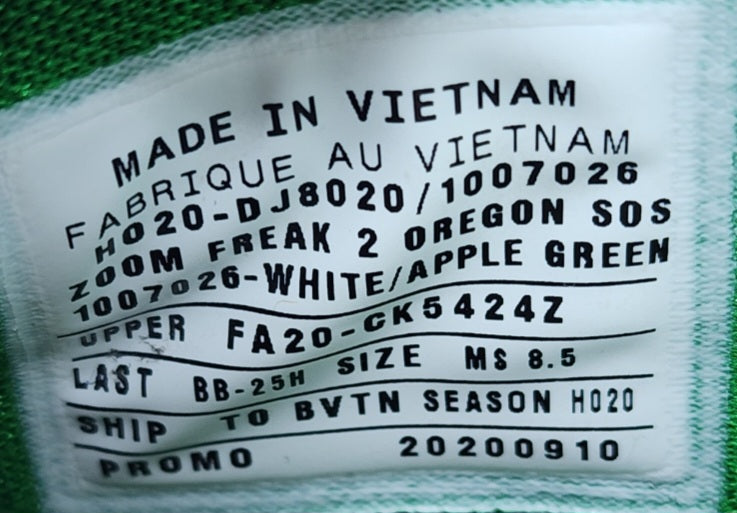 MADE IN VIETNAM
FABRIQUE AU VIETNAM
HO20-DJ8020/1007026
ZOOM FREAK 2 OREGON SOS
1007026-WHITE/APPLE GREEN
UPPER FA20-CK5424Z
LAST BB-25H SIZE MS 8.5
SHIP TO BVTN SEASON HO20
PROMO 20200910